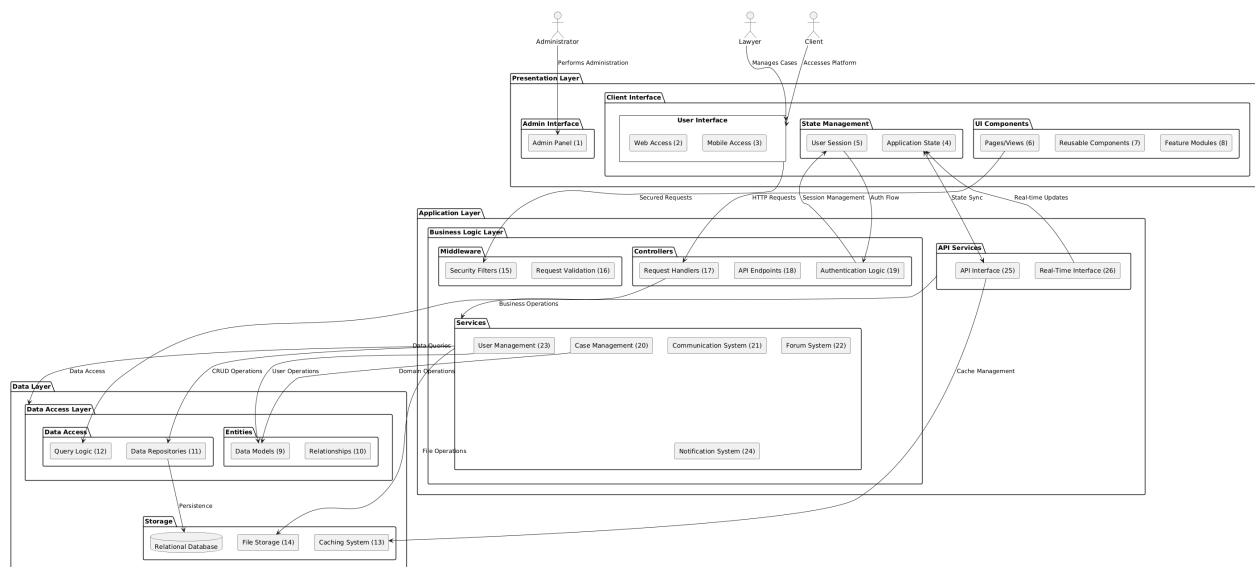 Administrator
Lawyer
Client
Performs Administration
Manages Cases
Accesses Platform
Presentation Layer
Client Interface
Admin Interface
Admin Panel (1)
User Interface
Web Access (2)
Mobile Access (3)
State Management
User Session (5)
Application State (4)
UI Components
Pages/Views (6)
Reusable Components (7)
Feature Modules (8)
Secured Requests
HTTP Requests
Session Management
Auth Flow
State Sync
Real-time Updates
Application Layer
Business Logic Layer
Middleware
Security Filters (15)
Request Validation (16)
Controllers
Request Handlers (17)
API Endpoints (18)
Authentication Logic (19)
API Services
API Interface (25)
Real-Time Interface (26)
Business Operations
Services
User Management (23)
Case Management (20)
Communication System (21)
Forum System (22)
Notification System (24)
Data Queries
Data Access
CRUD Operations
User Operations
Domain Operations
Cache Management
Data Layer
Data Access Layer
Data Access
Query Logic (12)
Data Repositories (11)
Entities
Data Models (9)
Relationships (10)
File Operations
Persistence
Storage
Relational Database
File Storage (14)
Caching System (13)